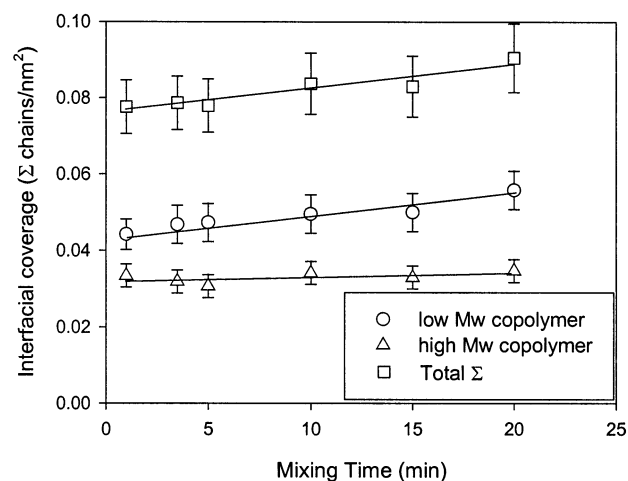 Interfacial coverage (Σ chains/nm²)
0.10
0.08
0.06
0.04
0.02
0.00
low Mw copolymer
high Mw copolymer
Total Σ
0 5 10 15 20 25
Mixing Time (min)